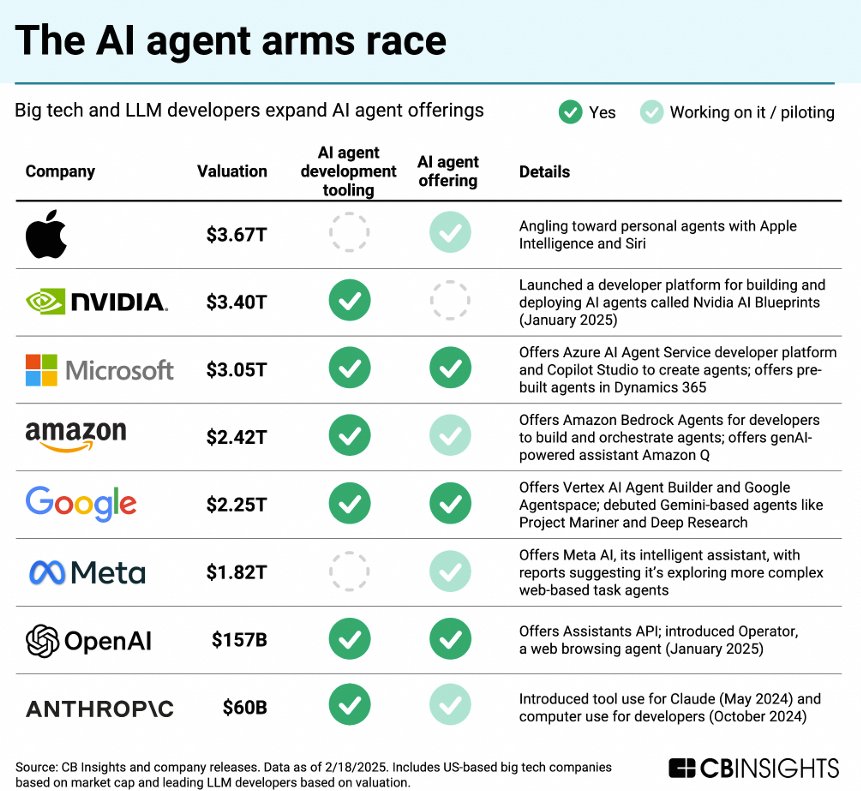 The AI agent arms race
Big tech and LLM developers expand AI agent offerings
Yes
Working on it / piloting
Company
Valuation
AI agent
development
tooling
AI agent
offering
Details
$3.67T
Angling toward personal agents with Apple
Intelligence and Siri
NVIDIA.
$3.40T
Launched a developer platform for building and
deploying AI agents called Nvidia AI Blueprints
(January 2025)
Microsoft
$3.05T
Offers Azure AI Agent Service developer platform
and Copilot Studio to create agents; offers pre-
built agents in Dynamics 365
amazon
$2.42T
Offers Amazon Bedrock Agents for developers
to build and orchestrate agents; offers genAI-
powered assistant Amazon Q
Google
$2.25T
Offers Vertex AI Agent Builder and Google
Agentspace; debuted Gemini-based agents like
Project Mariner and Deep Research
Meta
$1.82T
Offers Meta AI, its intelligent assistant, with
reports suggesting it’s exploring more complex
web-based task agents
OpenAI
$157B
Offers Assistants API; introduced Operator,
a web browsing agent (January 2025)
ANTHROP\C
$60B
Introduced tool use for Claude (May 2024) and
computer use for developers (October 2024)
Source: CB Insights and company releases. Data as of 2/18/2025. Includes US-based big tech companies
based on market cap and leading LLM developers based on valuation.
CBINSIGHTS